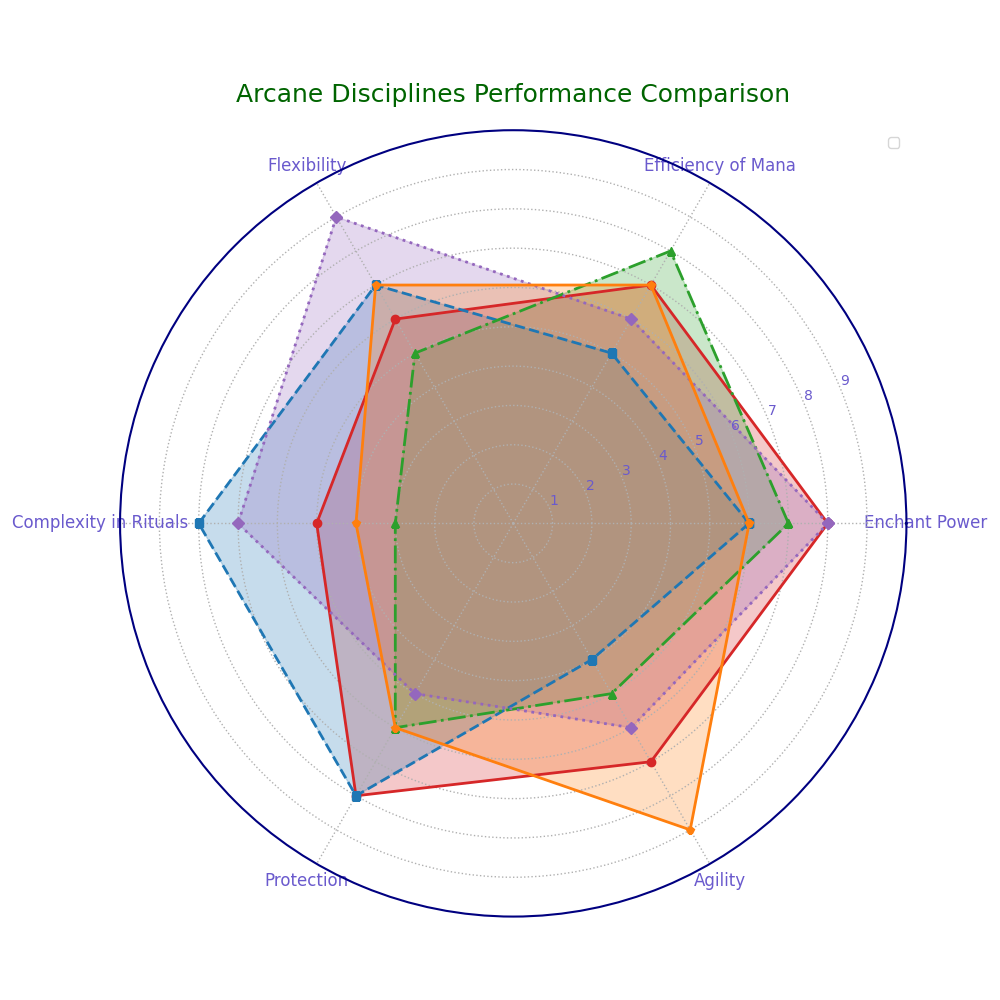 Arcane Disciplines Performance Comparison
Flexibility
Efficiency of Mana
9
8
7
6
5
4
3
2
1
Complexity in Rituals
Enchant Power
Protection
Agility